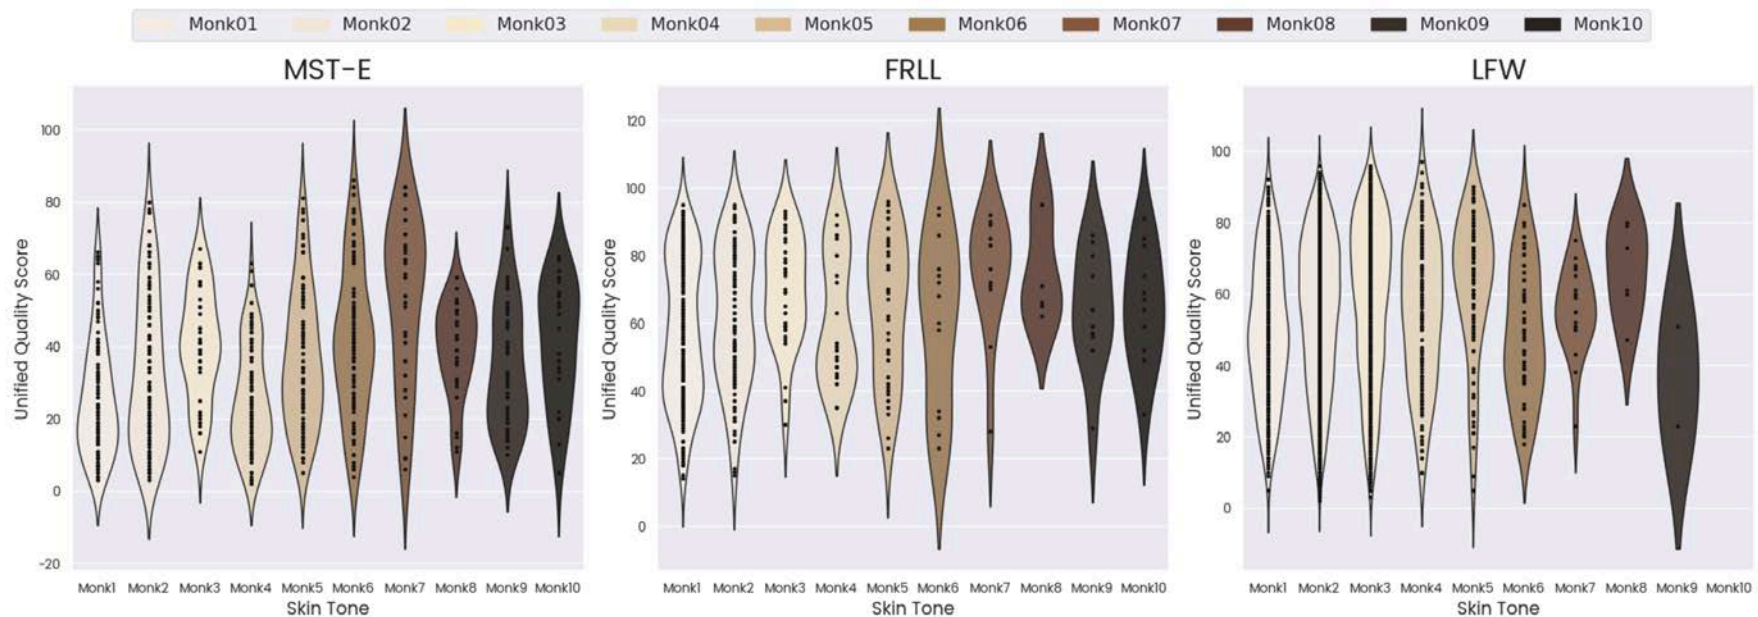 Monk01 Monk02 Monk03 Monk04 Monk05 Monk06 Monk07 Monk08 Monk09 Monk10
MST-E
Unified Quality Score
100
80
60
40
20
0
-20
Monk1 Monk2 Monk3 Monk4 Monk5 Monk6 Monk7 Monk8 Monk9 Monk10
Skin Tone
FRLL
Unified Quality Score
120
100
80
60
40
20
0
Monk1 Monk2 Monk3 Monk4 Monk5 Monk6 Monk7 Monk8 Monk9 Monk10
Skin Tone
LFW
Unified Quality Score
100
80
60
40
20
0
Monk1 Monk2 Monk3 Monk4 Monk5 Monk6 Monk7 Monk8 Monk9 Monk10
Skin Tone